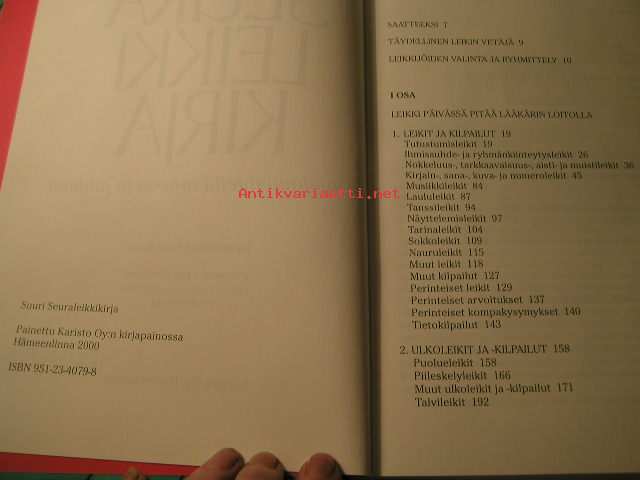 Suuri Seuraleikkikirja
Painettu Karisto Oy:n kirjapainossa
Hämeenlinna 2000
ISBN 951-23-4079-8
SAATTEEKSI 7
TÄYDELLINEN LEIKIN VETÄJÄ 9
LEIKKIJÖIDEN VALINTA JA RYHMITTELY 10
I OSA
LEIKKI PÄIVÄSSÄ PITÄÄ LÄÄKÄRIN LOITOLLA
1. LEIKIT JA KILPAILUT 19
Tutustumisleikit 19
Ihmissuhde- ja ryhmänkiinteytysleikit 26
Nokkeluus-, tarkkaavaisuus-, aisti- ja muistileikit 36
Kirjain-, sana-, kuva- ja numeroleikit 45
Musiikkileikit 84
Laululeikit 87
Tanssileikit 94
Näyttelemisleikit 97
Tarinaleikit 104
Sokkoleikit 109
Nauruleikit 115
Muut leikit 118
Muut kilpailut 127
Perinteiset leikit 129
Perinteiset arvoitukset 137
Perinteiset kompakysymykset 140
Tietokilpailut 143
2. ULKOLEIKIT JA -KILPAILUT 158
Puolueleikit 158
Piileskelyleikit 166
Muut ulkoleikit ja -kilpailut 171
Talvileikit 192
Antikvariaatti.net